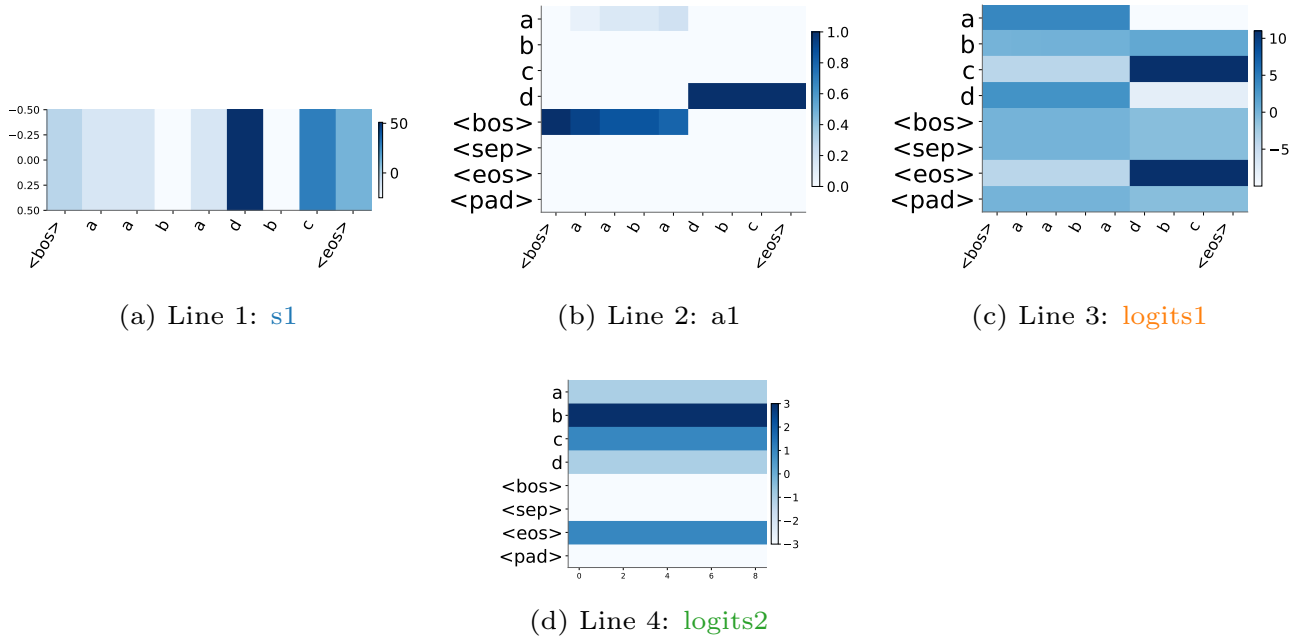 −0.50
−0.25
0.00
0.25
0.50
<bos>
a
a
b
a
d
b
c
<eos>
50
0
(a) Line 1: s1
a
b
c
d
<bos>
<sep>
<eos>
<pad>
<bos>
a
a
b
a
d
b
c
<eos>
1.0
0.8
0.6
0.4
0.2
0.0
(b) Line 2: a1
a
b
c
d
<bos>
<sep>
<eos>
<pad>
<bos>
a
a
b
a
d
b
c
<eos>
10
5
0
−5
(c) Line 3: logits1
a
b
c
d
<bos>
<sep>
<eos>
<pad>
0 2 4 6 8
3
2
1
0
−1
−2
−3
(d) Line 4: logits2